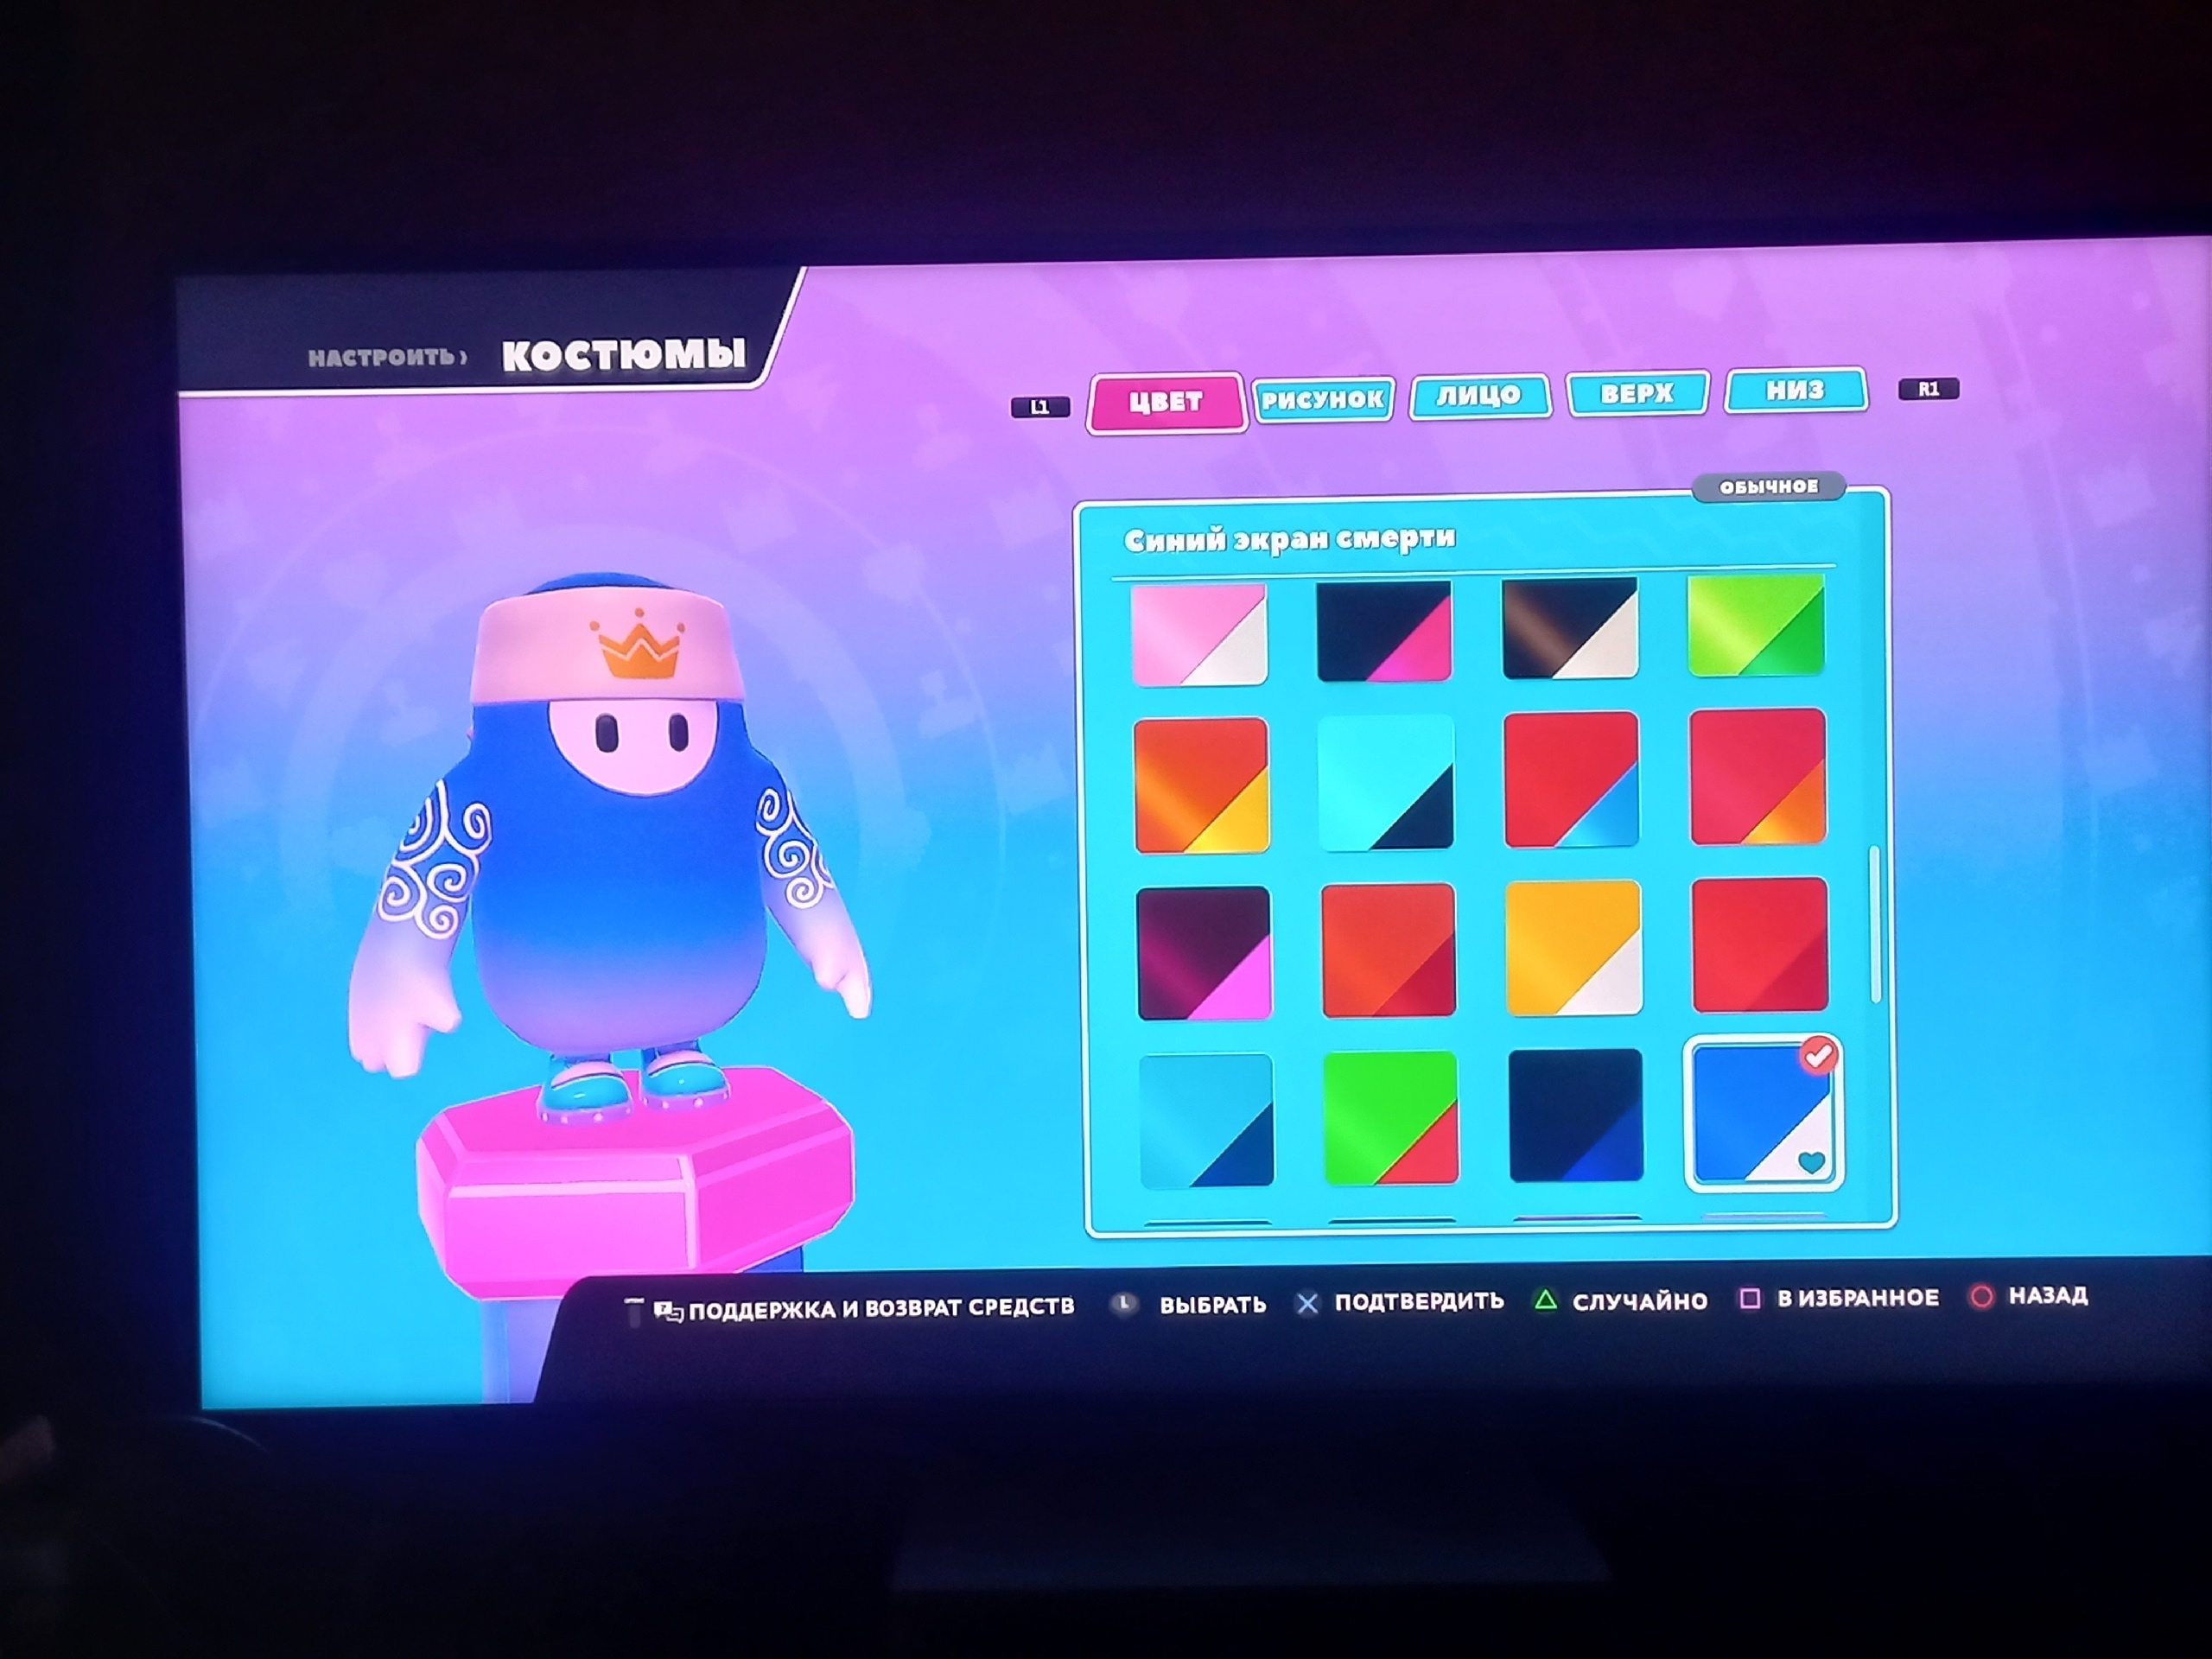 НАСТРОИТЬ› КОСТЮМЫ
L1 ЦВЕТ РИСУНОК ЛИЦО ВЕРХ НИЗ R1
ОБЫЧНОЕ
Синий экран смерти
ПОДДЕРЖКА И ВОЗВРАТ СРЕДСТВ L ВЫБРАТЬ ПОДТВЕРДИТЬ СЛУЧАЙНО В ИЗБРАННОЕ НАЗАД